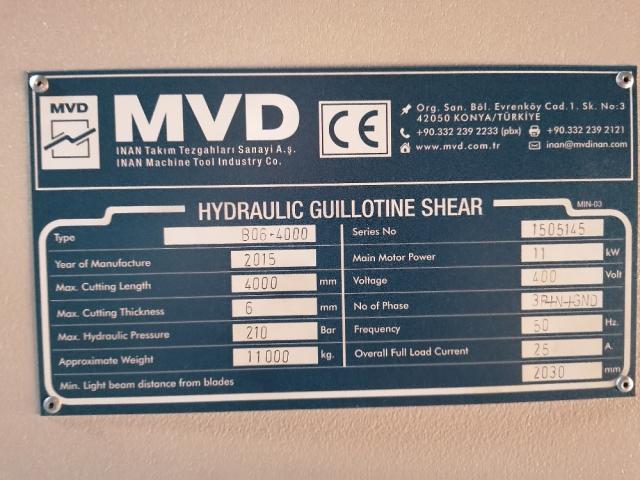 MVD
MVD
INAN Takım Tezgahları Sanayi A.ş.
INAN Machine Tool Industry Co.
CE
Org. San. Böl. Evrenköy Cad.1. Sk. No:3
42050 KONYA/TÜRKİYE
+90.332 239 2233 (pbx) +90.332 239 2121
www.mvd.com.tr inan@mvdinan.com
HYDRAULIC GUILLOTINE SHEAR
MIN-03
Type B06-4000
Year of Manufacture 2015
Max. Cutting Length 4000 mm
Max. Cutting Thickness 6 mm
Max. Hydraulic Pressure 210 Bar
Approximate Weight 11000 kg.
Series No 1505145
Main Motor Power 11 kW
Voltage 400 Volt
No of Phase 3P+N+GND
Frequency 50 Hz.
Overall Full Load Current 25 A.
Min. Light beam distance from blades 2030 mm